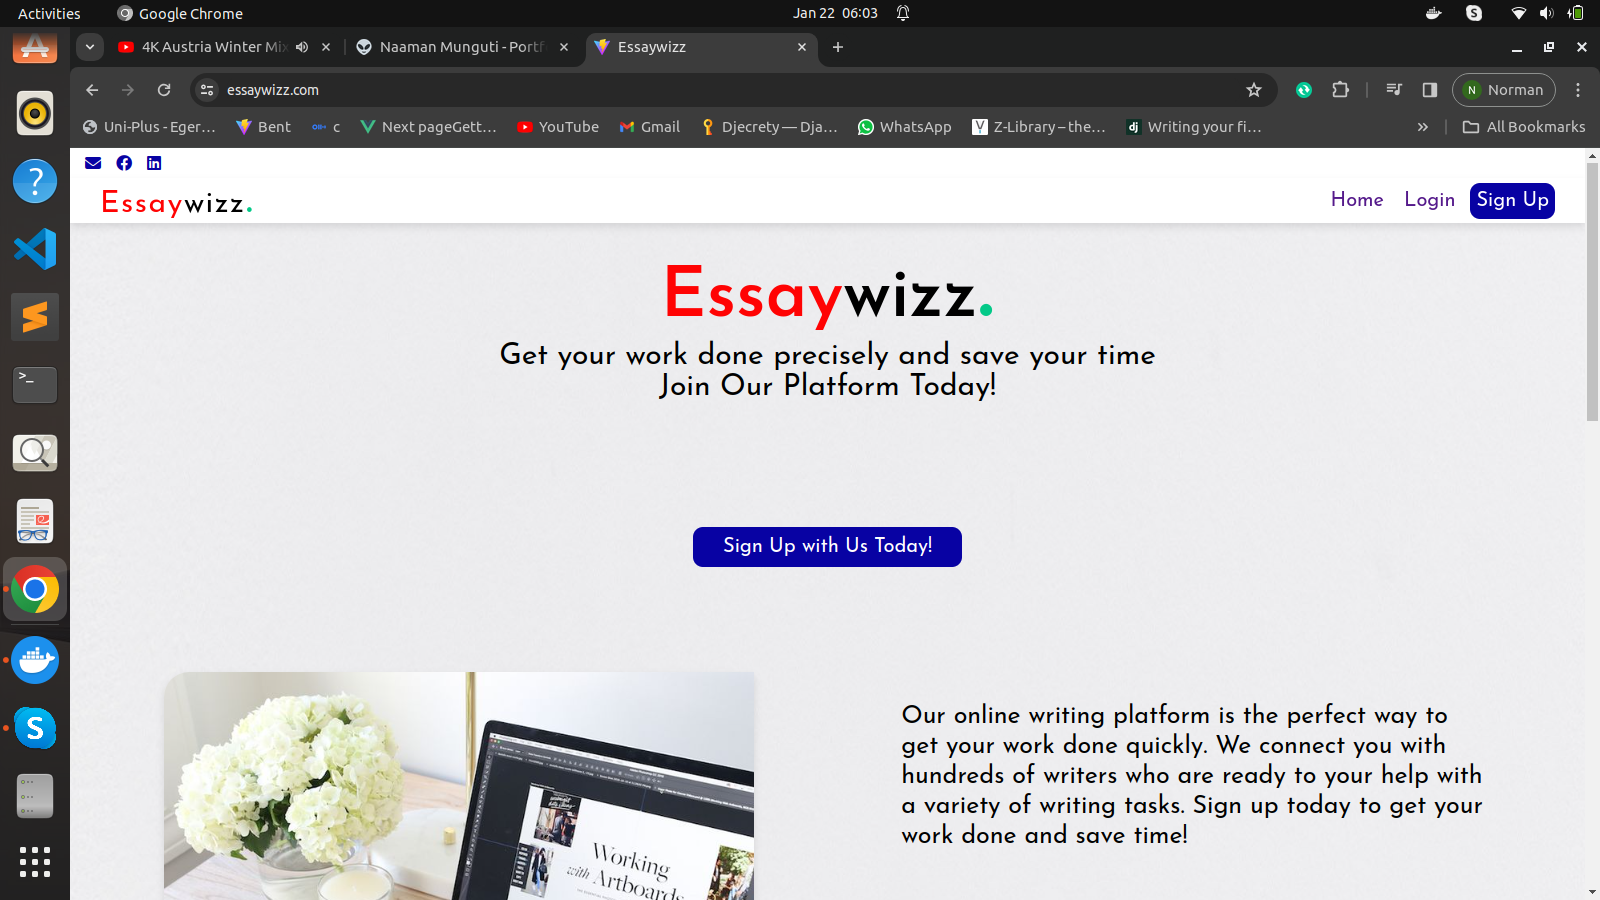 Activities
Google Chrome
Jan 22 06:03
4K Austria Winter Mix
Naaman Munguti - Portf
Essaywizz
essaywizz.com
N Norman
Uni-Plus - Eger...
Bent
c
Next pageGett...
YouTube
Gmail
Djecrety — Dja...
WhatsApp
Z-Library – the...
dj Writing your fi...
All Bookmarks
Essaywizz.
Home
Login
Sign Up
Essaywizz.
Get your work done precisely and save your time
Join Our Platform Today!
Sign Up with Us Today!
Our online writing platform is the perfect way to
get your work done quickly. We connect you with
hundreds of writers who are ready to your help with
a variety of writing tasks. Sign up today to get your
work done and save time!
Working
with Artboards